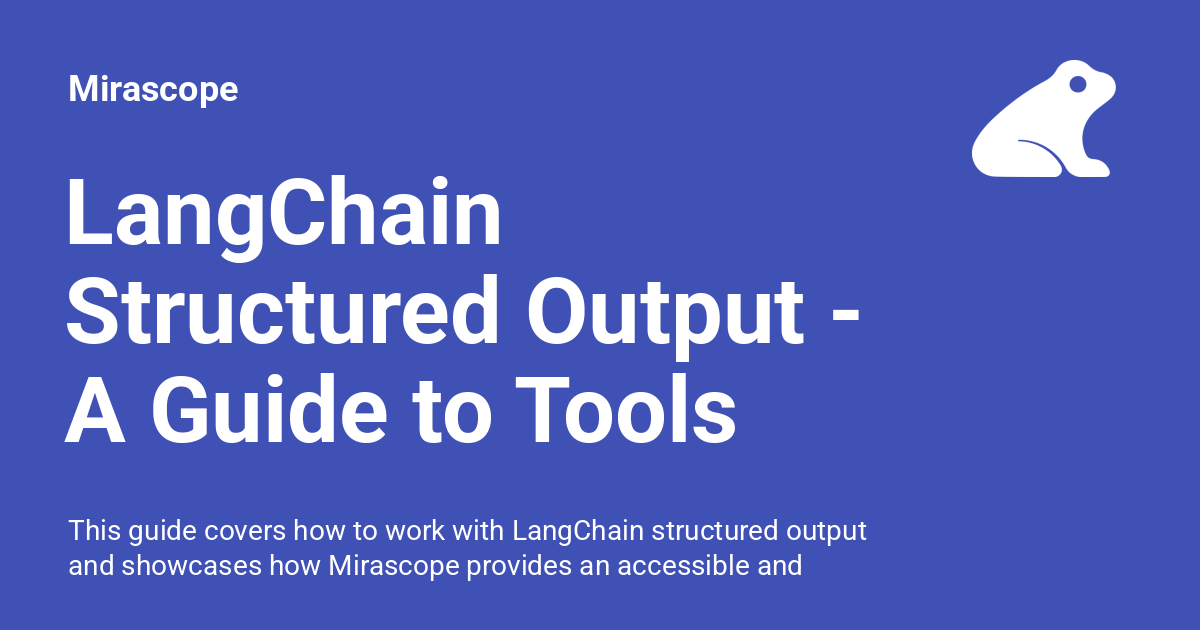 Mirascope
LangChain
Structured Output -
A Guide to Tools
This guide covers how to work with LangChain structured output
and showcases how Mirascope provides an accessible and